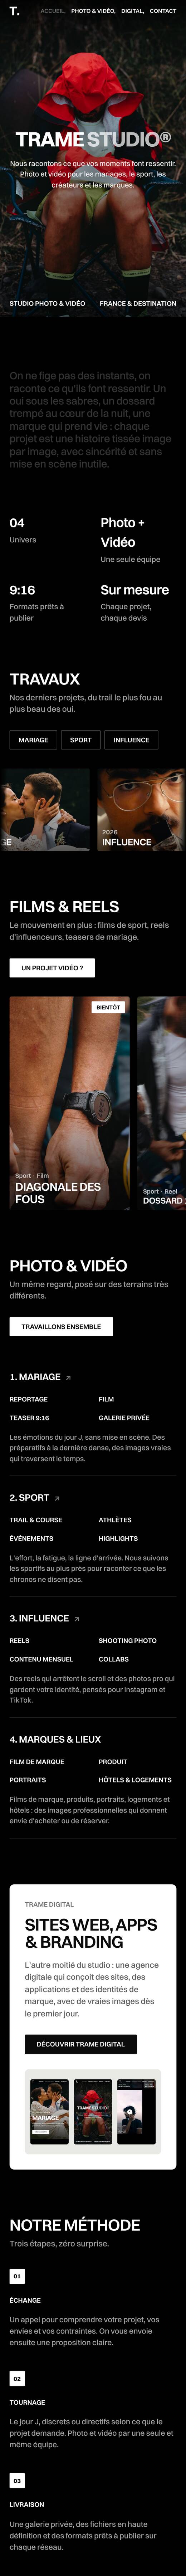 T.
ACCUEIL, PHOTO & VIDÉO, DIGITAL, CONTACT
TRAME STUDIO®
Nous racontons ce que vos moments font ressentir.
Photo et vidéo pour les mariages, le sport, les
créateurs et les marques.
STUDIO PHOTO & VIDÉO
FRANCE & DESTINATION
On ne fige pas des instants, on
raconte ce qu'ils font ressentir. Un
oui sous les sabres, un dossard
trempé au cœur de la nuit, une
marque qui prend vie : chaque
projet est une histoire tissée image
par image, avec sincérité et sans
mise en scène inutile.
04
Univers
Photo +
Vidéo
Une seule équipe
9:16
Formats prêts à
publier
Sur mesure
Chaque projet,
chaque devis
TRAVAUX
Nos derniers projets, du trail le plus fou au
plus beau des oui.
MARIAGE
SPORT
INFLUENCE
GE
2026
INFLUENCE
FILMS & REELS
Le mouvement en plus : films de sport, reels
d'influenceurs, teasers de mariage.
UN PROJET VIDÉO ?
BIENTÔT
Sport · Film
DIAGONALE DES
FOUS
Sport · Reel
DOSSARD
PHOTO & VIDÉO
Un même regard, posé sur des terrains très
différents.
TRAVAILLONS ENSEMBLE
1. MARIAGE ↗
REPORTAGE
FILM
TEASER 9:16
GALERIE PRIVÉE
Les émotions du jour J, sans mise en scène. Des
préparatifs à la dernière danse, des images vraies
qui traversent le temps.
2. SPORT ↗
TRAIL & COURSE
ATHLÈTES
ÉVÉNEMENTS
HIGHLIGHTS
L'effort, la fatigue, la ligne d'arrivée. Nous suivons
les sportifs au plus près pour raconter ce que les
chronos ne disent pas.
3. INFLUENCE ↗
REELS
SHOOTING PHOTO
CONTENU MENSUEL
COLLABS
Des reels qui arrêtent le scroll et des photos pro qui
gardent votre identité, pensés pour Instagram et
TikTok.
4. MARQUES & LIEUX
FILM DE MARQUE
PRODUIT
PORTRAITS
HÔTELS & LOGEMENTS
Films de marque, produits, portraits, logements et
hôtels : des images professionnelles qui donnent
envie d'acheter ou de réserver.
TRAME DIGITAL
SITES WEB, APPS
& BRANDING
L'autre moitié du studio : une agence
digitale qui conçoit des sites, des
applications et des identités de
marque, avec de vraies images dès
le premier jour.
DÉCOUVRIR TRAME DIGITAL
MARIAGE
TRAME STUDIO®
NOTRE MÉTHODE
Trois étapes, zéro surprise.
01
ÉCHANGE
Un appel pour comprendre votre projet, vos
envies et vos contraintes. On vous envoie
ensuite une proposition claire.
02
TOURNAGE
Le jour J, discrets ou directifs selon ce que le
projet demande. Photo et vidéo par une seule et
même équipe.
03
LIVRAISON
Une galerie privée, des fichiers en haute
définition et des formats prêts à publier sur
chaque réseau.